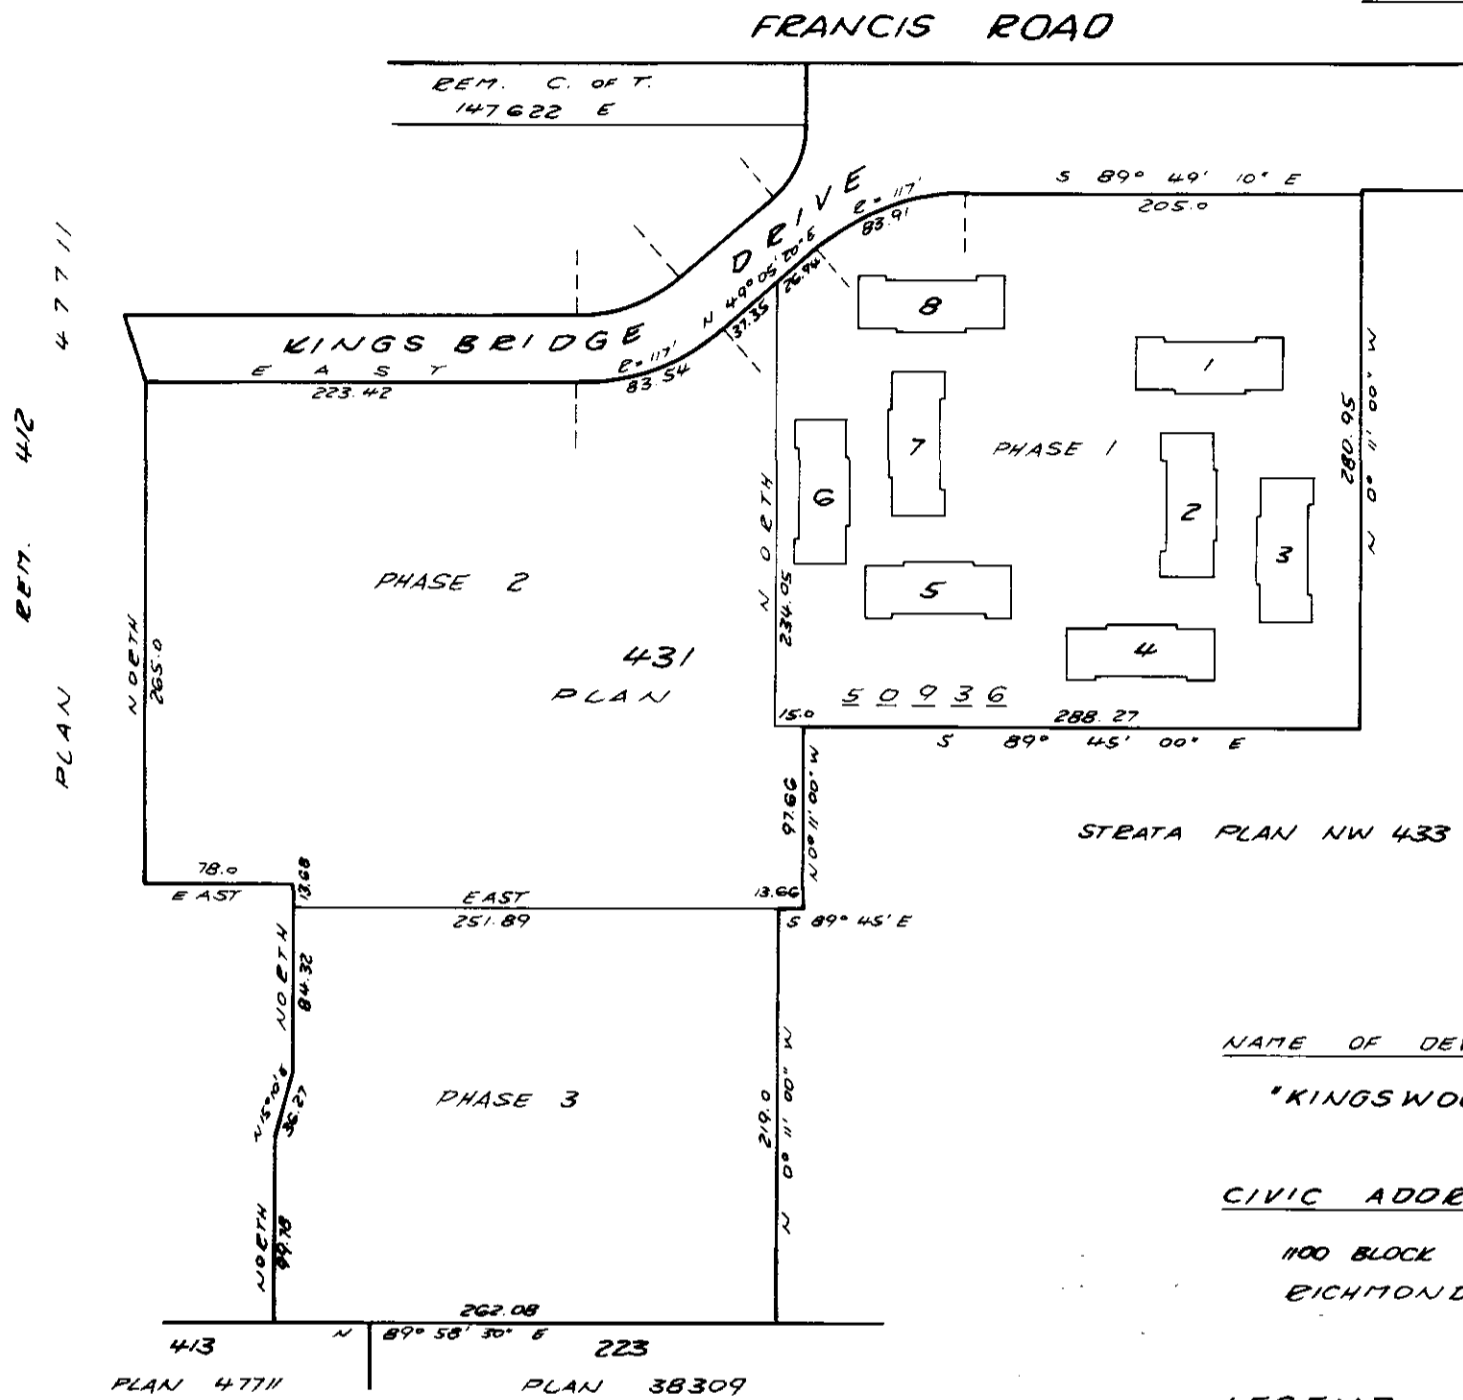 FRANCIS ROAD
REM. C. OF T.
147622 E
S 89° 49' 10" E
205.0
KINGS BRIDGE DRIVE
R = 117'
83.91
N 49° 05' 20" E
26.94
37.35
R = 117'
83.54
EAST
223.42
PLAN 47711
REM. 412
8
1
7
PHASE 1
6
2
3
5
4
N 0° 11' 00" W
280.95
NORTH
234.05
PHASE 2
NORTH
265.0
431
PLAN
50936
15.0
288.27
S 89° 45' 00" E
97.66
N 0° 11' 00" W
STRATA PLAN NW 433
78.0
EAST
13.68
EAST
251.89
13.66
S 89° 45' E
NORTH
84.32
N 15° 10' E
36.27
PHASE 3
219.0
N 0° 11' 00" W
NORTH
99.78
262.08
N 89° 58' 30" E
413
PLAN 47711
223
PLAN 38309
NAME OF DEV
"KINGSWOO
CIVIC ADDR
1100 BLOCK
RICHMOND